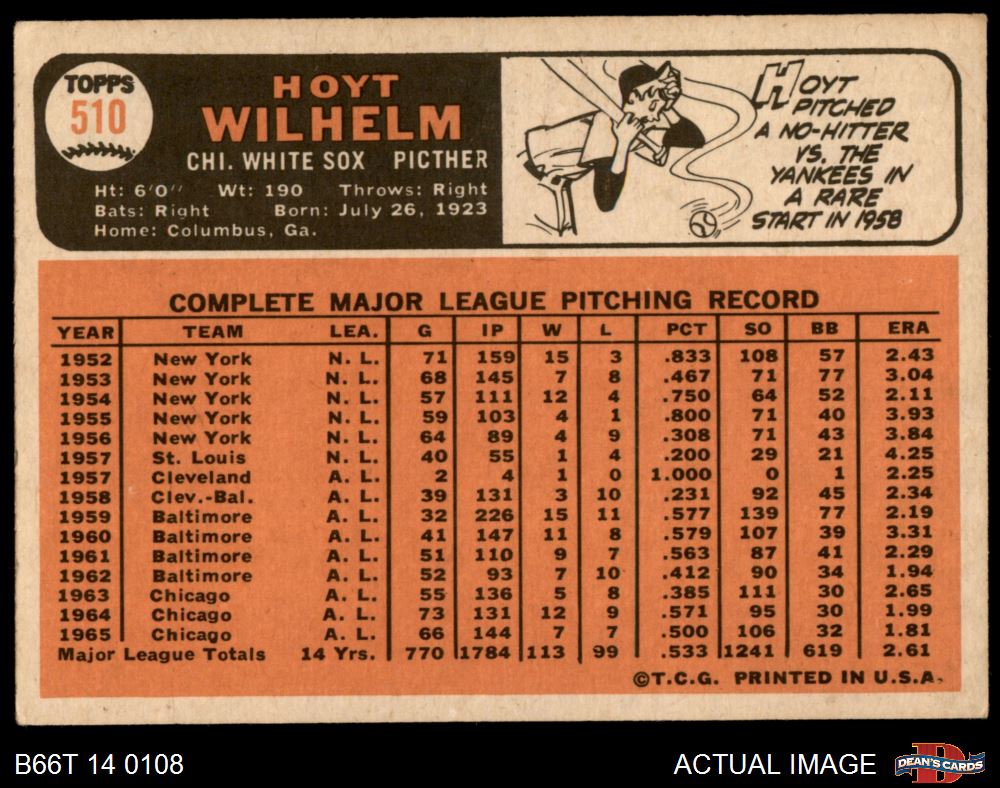 TOPPS
510
HOYT
WILHELM
CHI. WHITE SOX PICTHER
Ht: 6'0" Wt: 190 Throws: Right
Bats: Right Born: July 26, 1923
Home: Columbus, Ga.
HOYT
PITCHED
A NO-HITTER
VS. THE
YANKEES IN
A RARE
START IN 1958
COMPLETE MAJOR LEAGUE PITCHING RECORD
YEAR TEAM LEA. G IP W L PCT SO BB ERA
1952 New York N. L. 71 159 15 3 .833 108 57 2.43
1953 New York N. L. 68 145 7 8 .467 71 77 3.04
1954 New York N. L. 57 111 12 4 .750 64 52 2.11
1955 New York N. L. 59 103 4 1 .800 71 40 3.93
1956 New York N. L. 64 89 4 9 .308 71 43 3.84
1957 St. Louis N. L. 40 55 1 4 .200 29 21 4.25
1957 Cleveland A. L. 2 4 1 0 1.000 0 1 2.25
1958 Clev.-Bal. A. L. 39 131 3 10 .231 92 45 2.34
1959 Baltimore A. L. 32 226 15 11 .577 139 77 2.19
1960 Baltimore A. L. 41 147 11 8 .579 107 39 3.31
1961 Baltimore A. L. 51 110 9 7 .563 87 41 2.29
1962 Baltimore A. L. 52 93 7 10 .412 90 34 1.94
1963 Chicago A. L. 55 136 5 8 .385 111 30 2.65
1964 Chicago A. L. 73 131 12 9 .571 95 30 1.99
1965 Chicago A. L. 66 144 7 7 .500 106 32 1.81
Major League Totals 14 Yrs. 770 1784 113 99 .533 1241 619 2.61
©T.C.G. PRINTED IN U.S.A.
B66T 14 0108 ACTUAL IMAGE
D
DEAN'S CARDS